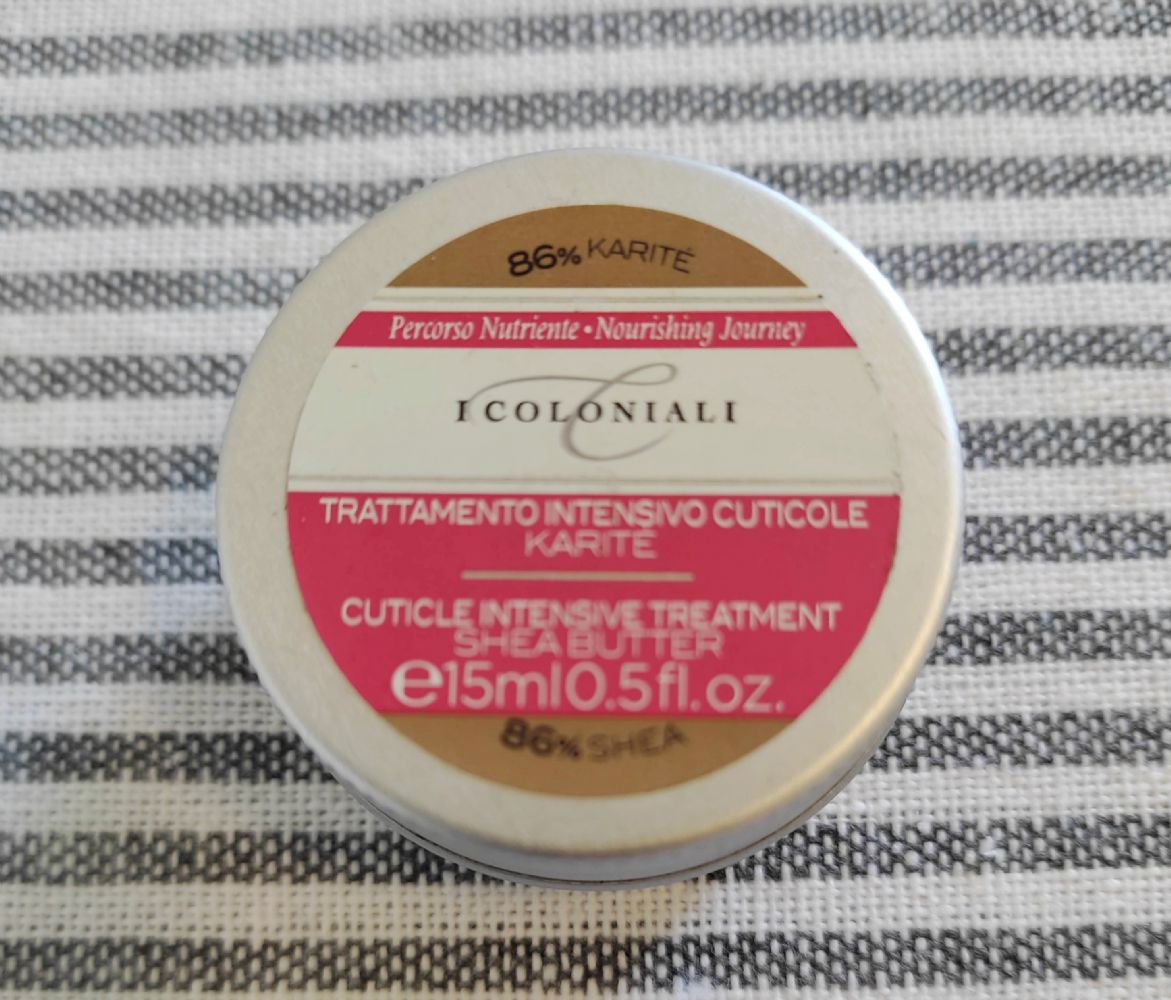 86% KARITÉ
Percorso Nutriente • Nourishing Journey
I COLONIALI
TRATTAMENTO INTENSIVO CUTICOLE
KARITÉ
CUTICLE INTENSIVE TREATMENT
SHEA BUTTER
℮15ml0.5fl.oz.
86% SHEA